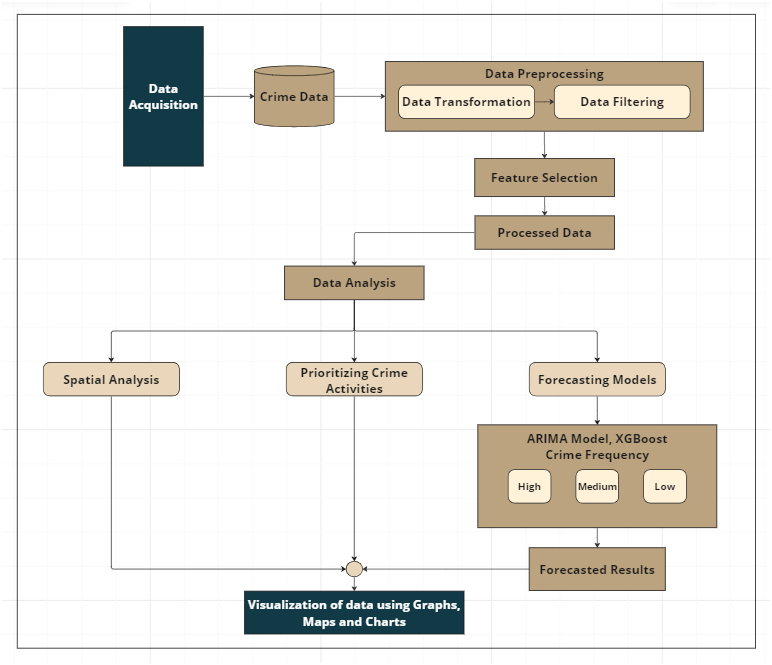 Data
Acquisition
Crime Data
Data Preprocessing
Data Transformation
Data Filtering
Feature Selection
Processed Data
Data Analysis
Spatial Analysis
Prioritizing Crime
Activities
Forecasting Models
ARIMA Model, XGBoost
Crime Frequency
High
Medium
Low
Forecasted Results
Visualization of data using Graphs,
Maps and Charts